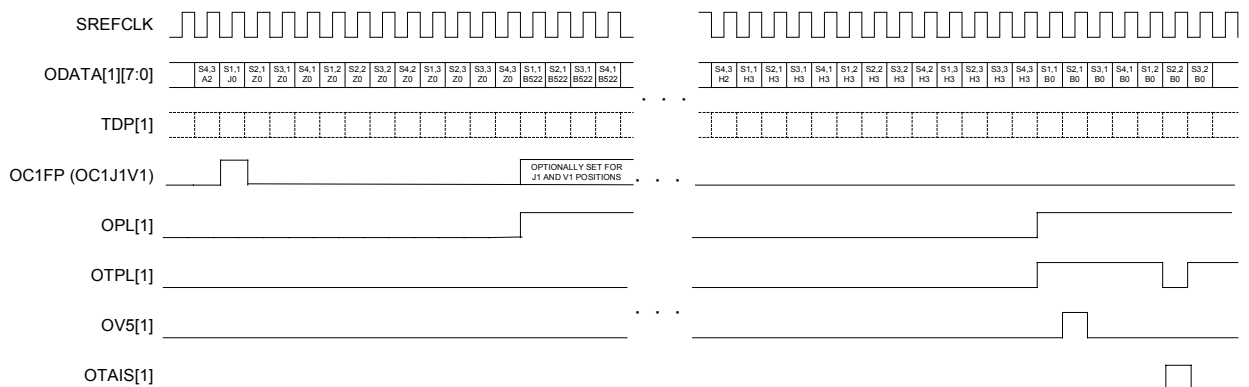 SREFCLK
ODATA[1][7:0]
S4,3 S1,1 S2,1 S3,1 S4,1 S1,2 S2,2 S3,2 S4,2 S1,3 S2,3 S3,3 S4,3 S1,1 S2,1 S3,1 S4,1
A2 J0 Z0 Z0 Z0 Z0 Z0 Z0 Z0 Z0 Z0 Z0 Z0 B522 B522 B522 B522
. . .
S4,3 S1,1 S2,1 S3,1 S4,1 S1,2 S2,2 S3,2 S4,2 S1,3 S2,3 S3,3 S4,3 S1,1 S2,1 S3,1 S4,1 S1,2 S2,2 S3,2
H2 H3 H3 H3 H3 H3 H3 H3 H3 H3 H3 H3 H3 B0 B0 B0 B0 B0 B0 B0
TDP[1]
OC1FP (OC1J1V1)
OPTIONALLY SET FOR
J1 AND V1 POSITIONS
. . .
OPL[1]
OTPL[1]
. . .
OV5[1]
OTAIS[1]